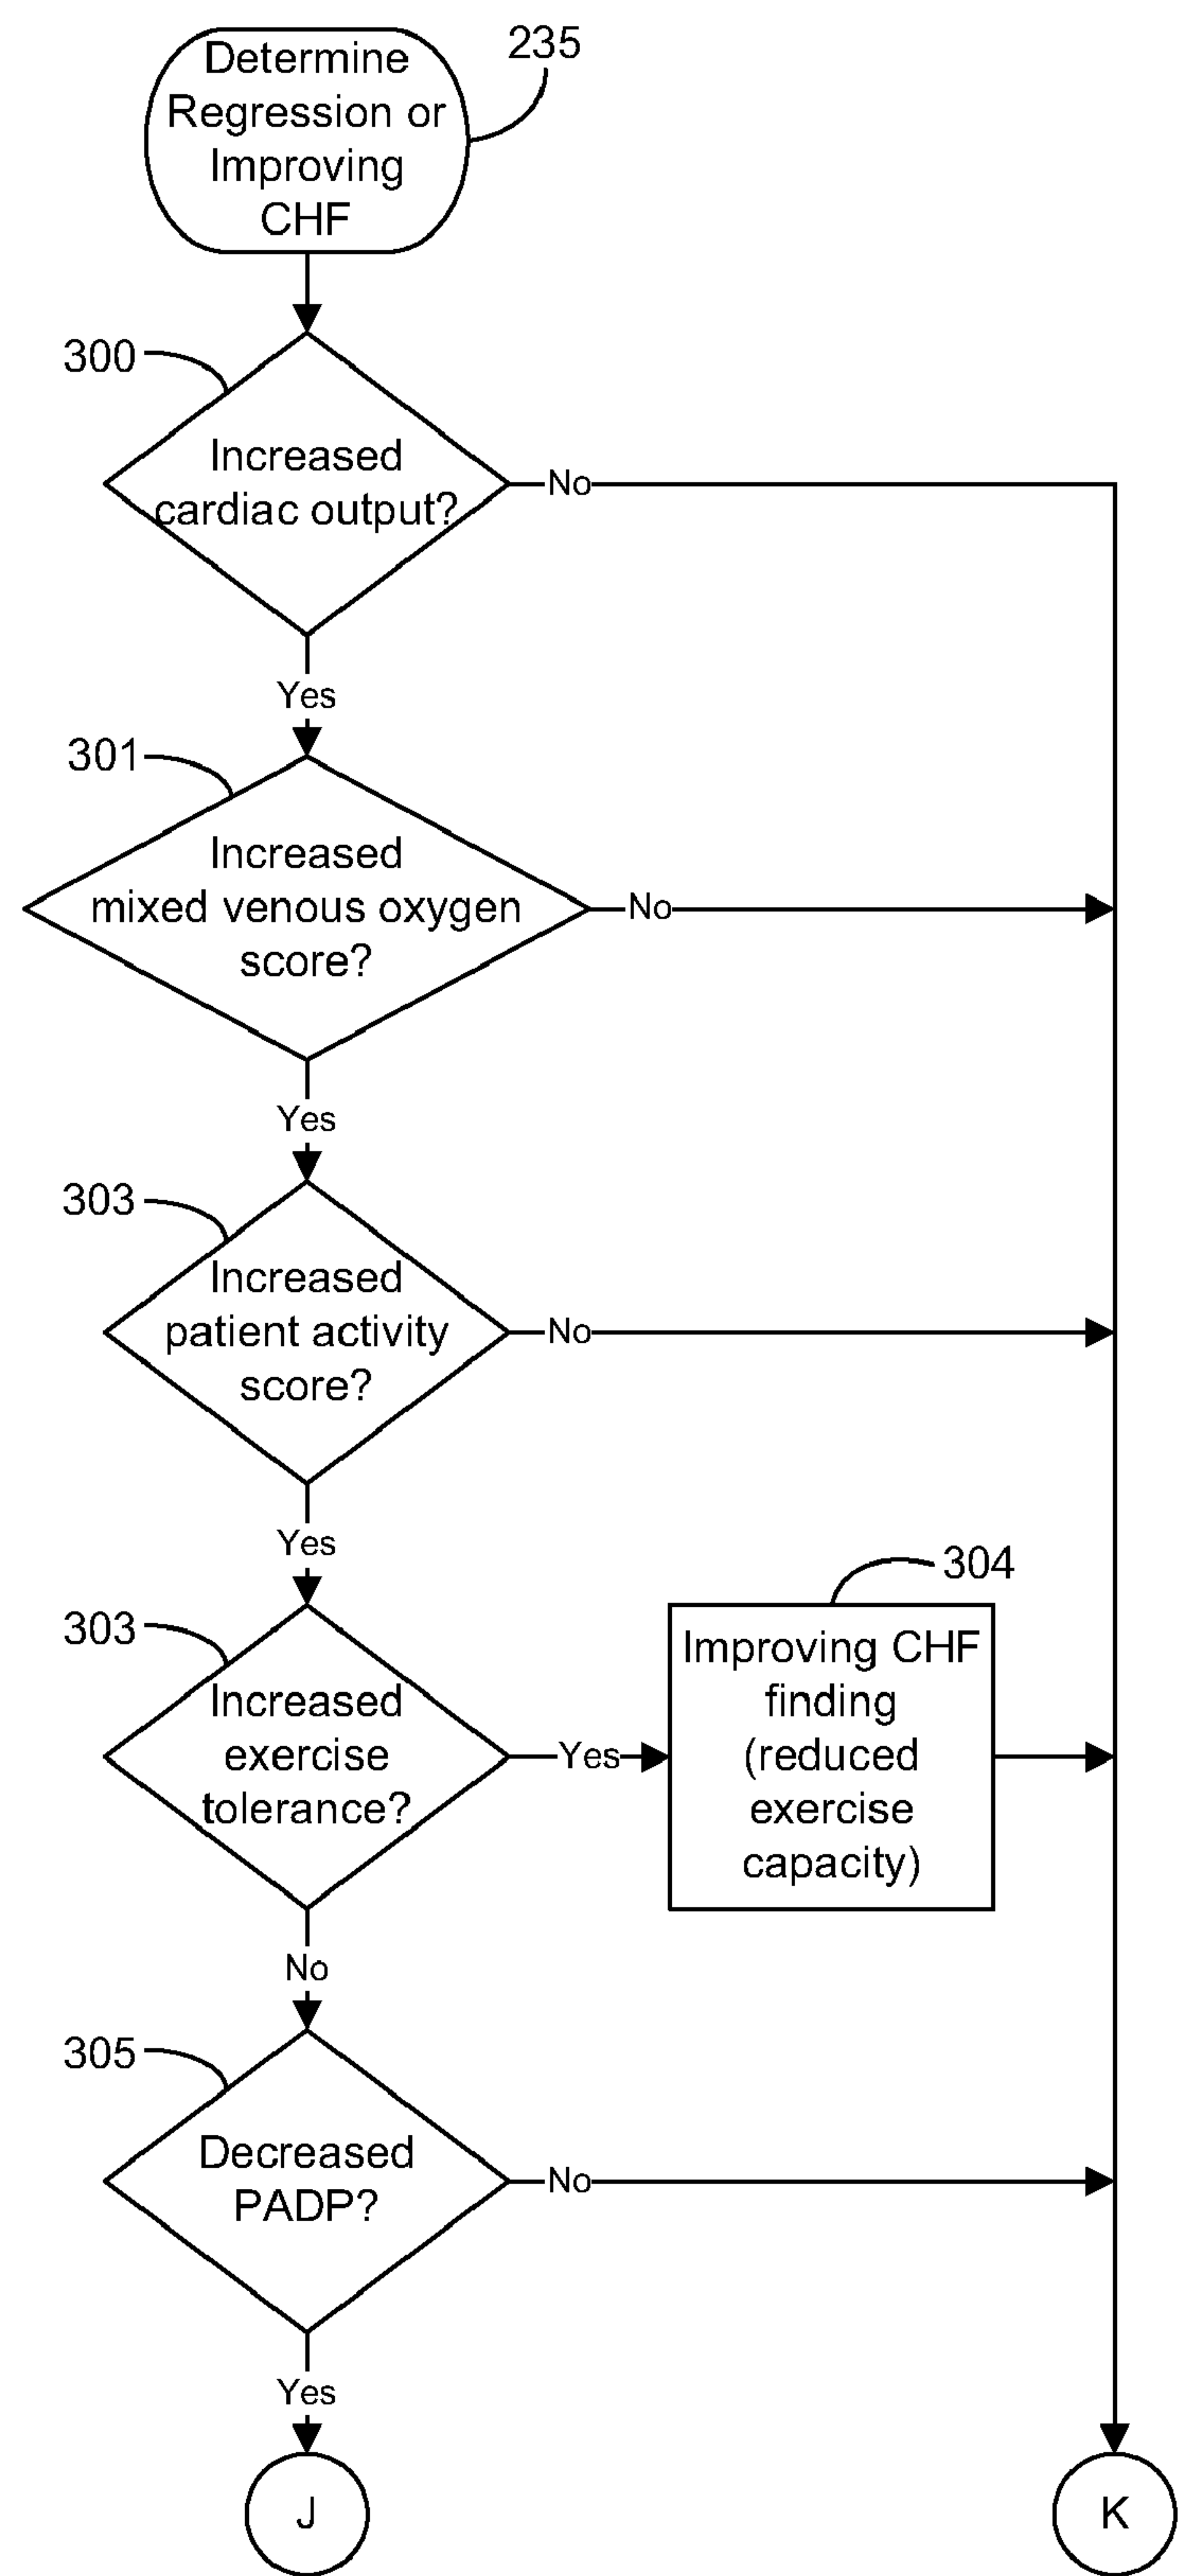 Determine
Regression or
Improving
CHF
235
300
Increased
cardiac output?
No
Yes
301
Increased
mixed venous oxygen
score?
No
Yes
303
Increased
patient activity
score?
No
Yes
303
Increased
exercise
tolerance?
Yes
304
Improving CHF
finding
(reduced
exercise
capacity)
No
305
Decreased
PADP?
No
Yes
J
K